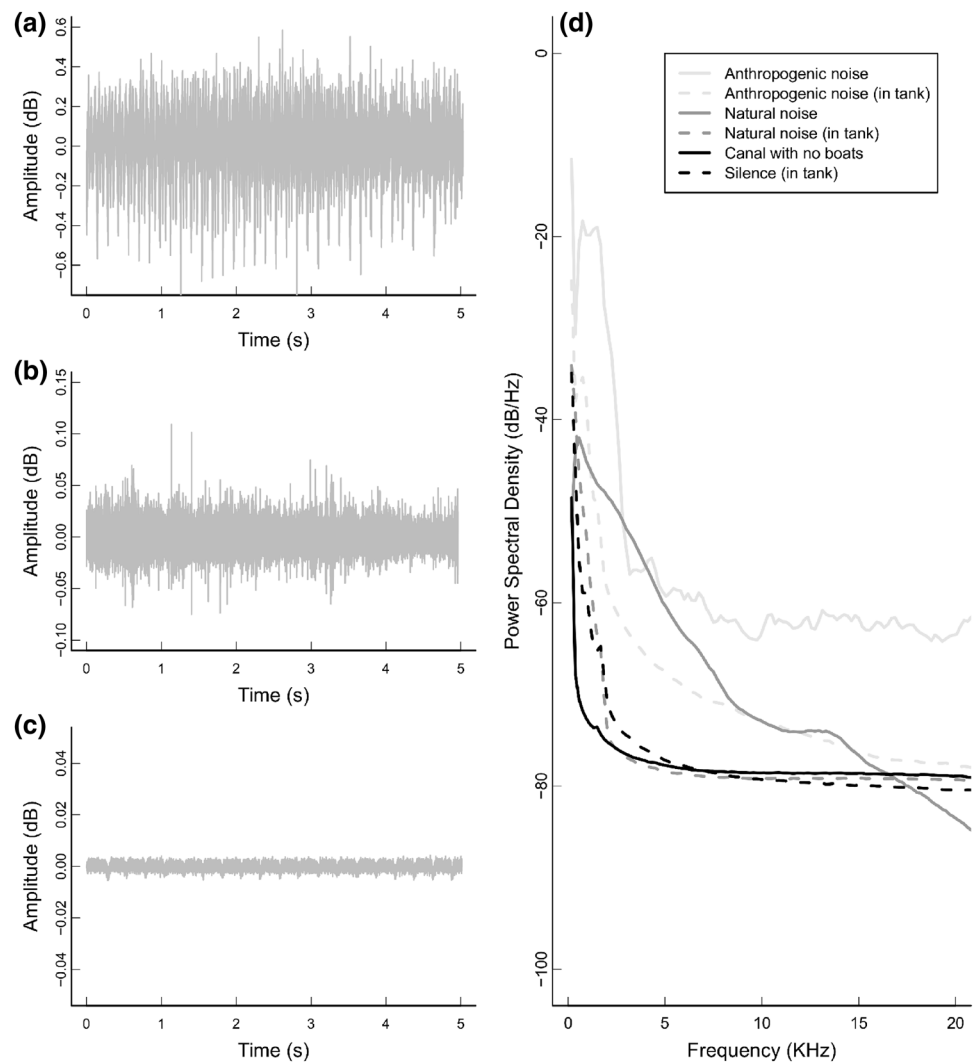 (a)
Amplitude (dB)
0.6
0.4
0.2
0.0
−0.2
−0.4
−0.6
0 1 2 3 4 5
Time (s)
(b)
Amplitude (dB)
0.15
0.10
0.05
0.00
−0.05
−0.10
0 1 2 3 4 5
Time (s)
(c)
Amplitude (dB)
0.04
0.02
0.00
−0.02
−0.04
0 1 2 3 4 5
Time (s)
(d)
Power Spectral Density (dB/Hz)
0
−20
−40
−60
−80
−100
Anthropogenic noise
Anthropogenic noise (in tank)
Natural noise
Natural noise (in tank)
Canal with no boats
Silence (in tank)
0 5 10 15 20
Frequency (KHz)